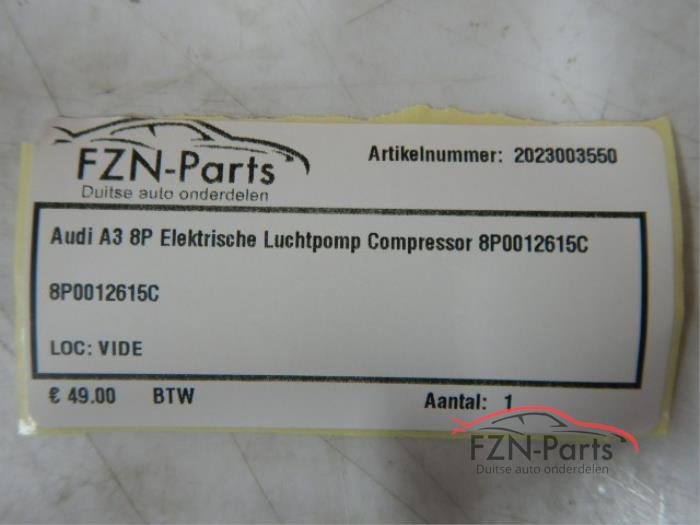 FZN-Parts
Duitse auto onderdelen
Artikelnummer: 2023003550
Audi A3 8P Elektrische Luchtpomp Compressor 8P0012615C
8P0012615C
LOC: VIDE
€ 49.00 BTW Aantal: 1
FZN-Parts
Duitse auto onderdelen